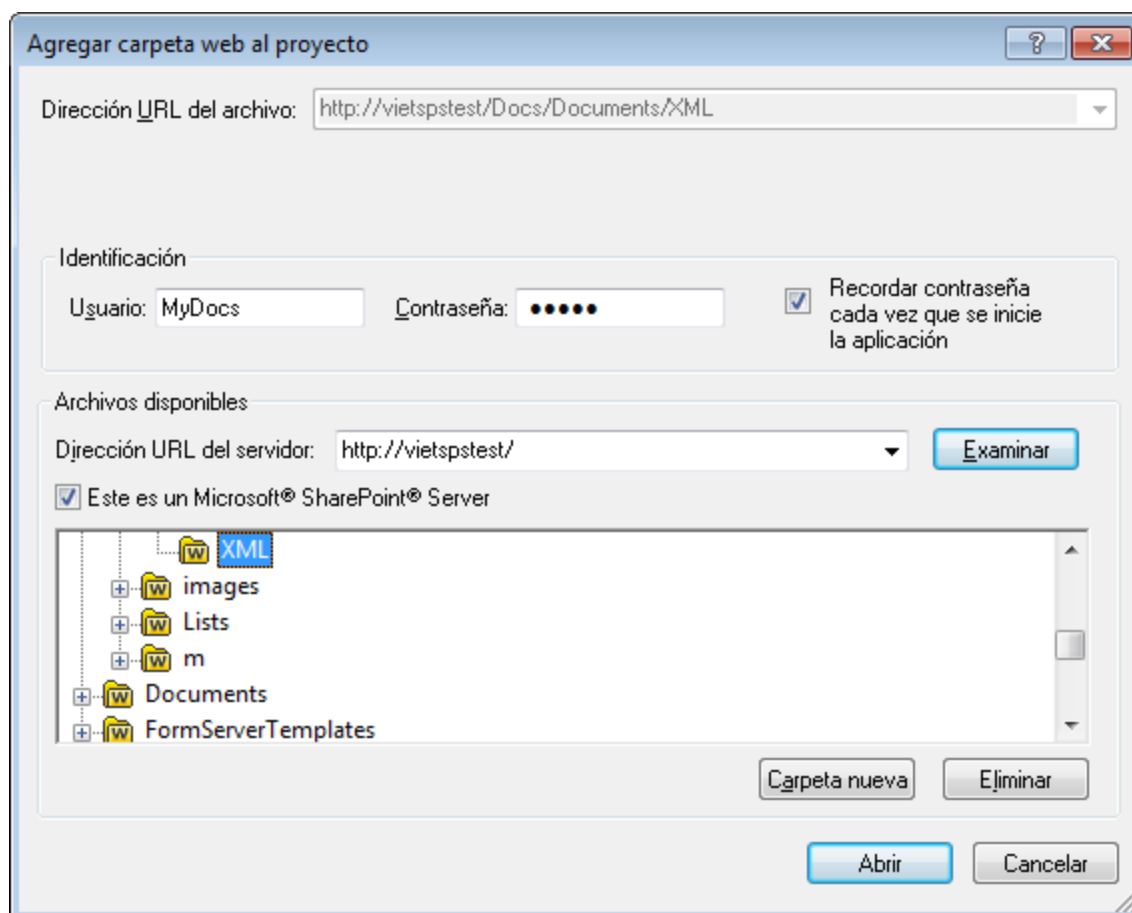 Agregar carpeta web al proyecto
Dirección URL del archivo: http://vietspstest/Docs/Documents/XML
Identificación
Usuario: MyDocs Contraseña: ●●●●● Recordar contraseña
cada vez que se inicie
la aplicación
Archivos disponibles
Dirección URL del servidor: http://vietspstest/ Examinar
Este es un Microsoft® SharePoint® Server
XML
images
Lists
m
Documents
FormServerTemplates
Carpeta nueva Eliminar
Abrir Cancelar